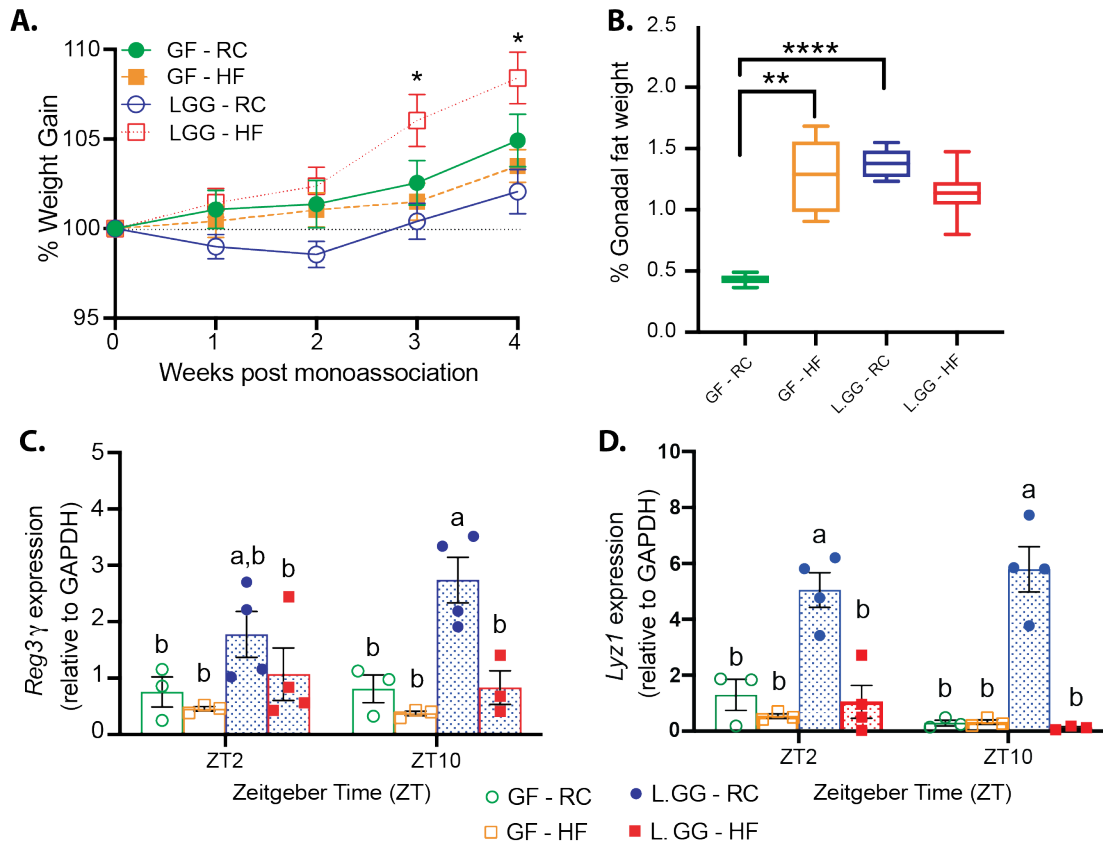 A.
% Weight Gain
110
105
100
95
GF - RC
GF - HF
LGG - RC
LGG - HF
*
*
0
1
2
3
4
Weeks post monoassociation
B.
% Gonadal fat weight
2.5
2.0
1.5
1.0
0.5
0.0
****
**
GF - RC
GF - HF
L.GG - RC
L.GG - HF
C.
Reg3γ expression
(relative to GAPDH)
5
4
3
2
1
0
b
b
a,b
b
b
b
a
b
ZT2
ZT10
Zeitgeber Time (ZT)
D.
Lyz1 expression
(relative to GAPDH)
10
8
6
4
2
0
b
b
a
b
b
b
a
b
ZT2
ZT10
Zeitgeber Time (ZT)
GF - RC
L.GG - RC
GF - HF
L. GG - HF